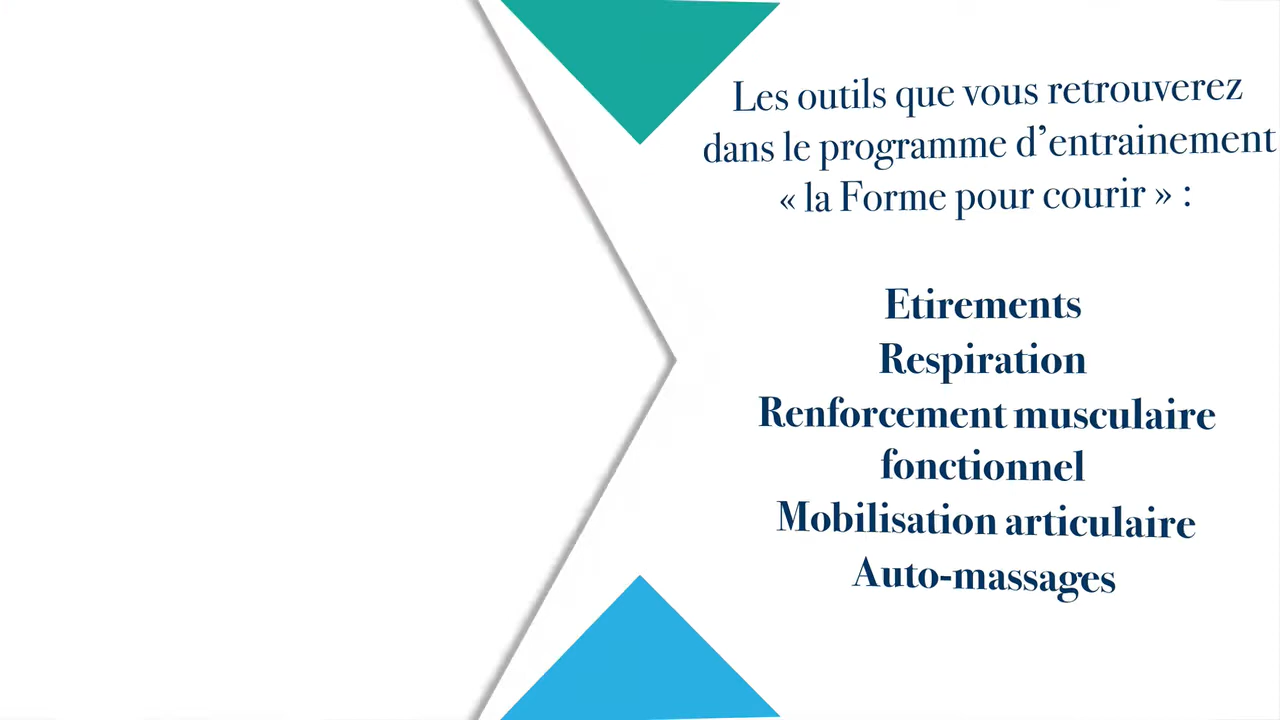 Les outils que vous retrouverez
dans le programme d’entrainement
« la Forme pour courir » :
Etirements
Respiration
Renforcement musculaire
fonctionnel
Mobilisation articulaire
Auto-massages